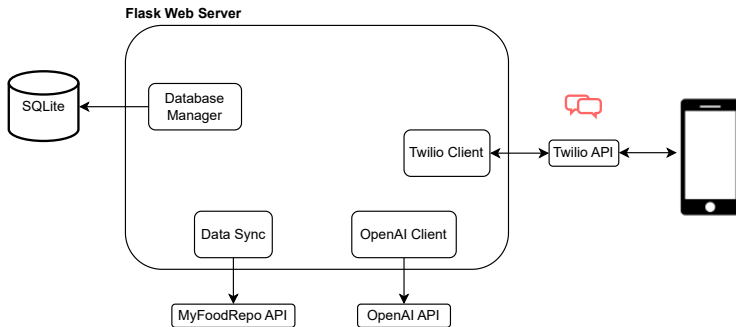 Flask Web Server
SQLite
Database
Manager
Twilio Client
Twilio API
Data Sync
OpenAI Client
MyFoodRepo API
OpenAI API